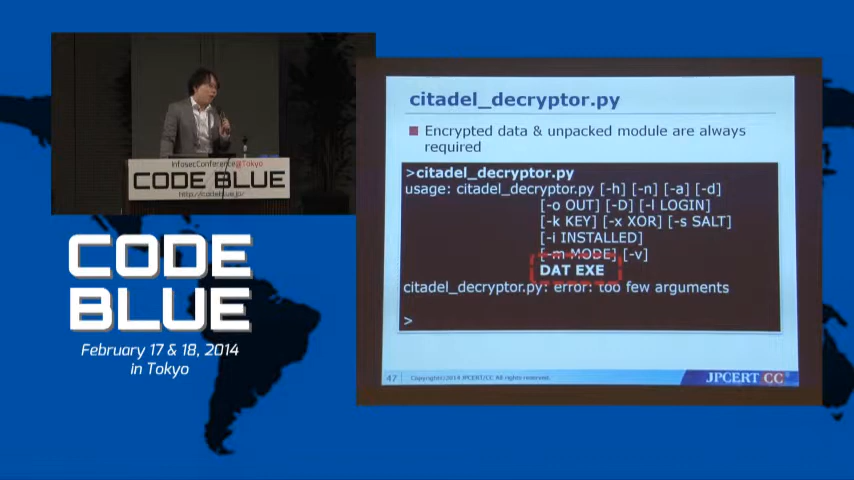 infosecConference@Tokyo
CODE BLUE
http://codeblue.jp/
CODE
BLUE
February 17 & 18, 2014
in Tokyo
citadel_decryptor.py
Encrypted data & unpacked module are always
required
>citadel_decryptor.py
usage: citadel_decryptor.py [-h] [-n] [-a] [-d]
[-o OUT] [-D] [-l LOGIN]
[-k KEY] [-x XOR] [-s SALT]
[-i INSTALLED]
[-m MODE] [-v]
DAT EXE
citadel_decryptor.py: error: too few arguments
>
47
Copyright©2014 JPCERT/CC All rights reserved.
JPCERT CC®